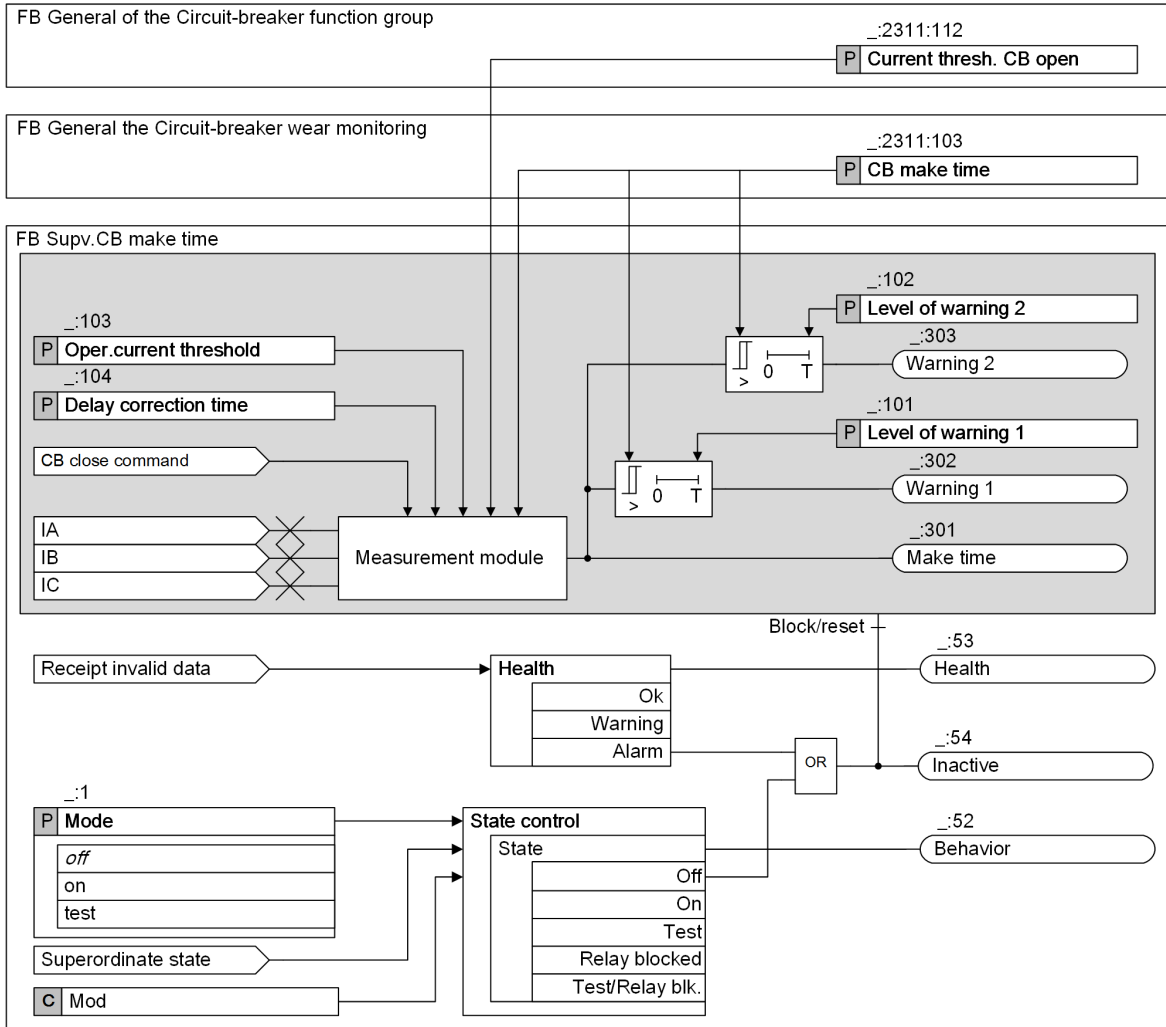 FB General of the Circuit-breaker function group
_:2311:112
P Current thresh. CB open
FB General the Circuit-breaker wear monitoring
_:2311:103
P CB make time
FB Supv.CB make time
_:102
P Level of warning 2
_:303
Warning 2
> 0 T
_:103
P Oper.current threshold
_:104
P Delay correction time
_:101
P Level of warning 1
_:302
Warning 1
> 0 T
CB close command
IA
IB
IC
Measurement module
_:301
Make time
Block/reset
Receipt invalid data
Health
Ok
Warning
Alarm
_:53
Health
OR
_:54
Inactive
_:1
P Mode
off
on
test
Superordinate state
C Mod
State control
State
Off
On
Test
Relay blocked
Test/Relay blk.
_:52
Behavior